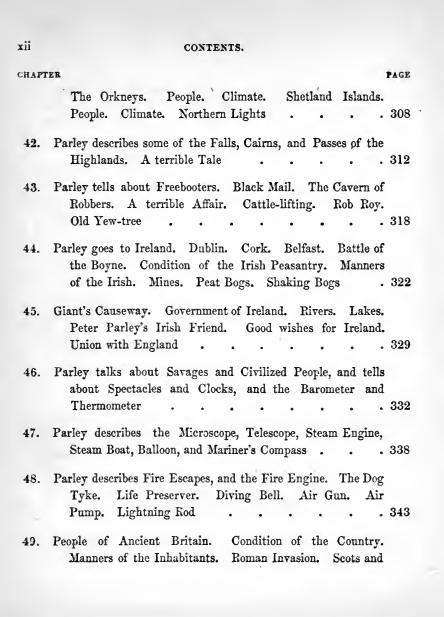 xii CONTENTS.
CHAPTER PAGE
The Orkneys. People. Climate. Shetland Islands.
People. Climate. Northern Lights . . . . 308
42. Parley describes some of the Falls, Cairns, and Passes of the
Highlands. A terrible Tale . . . . . 312
43. Parley tells about Freebooters. Black Mail. The Cavern of
Robbers. A terrible Affair. Cattle-lifting. Rob Roy.
Old Yew-tree . . . . . . . . 318
44. Parley goes to Ireland. Dublin. Cork. Belfast. Battle of
the Boyne. Condition of the Irish Peasantry. Manners
of the Irish. Mines. Peat Bogs. Shaking Bogs . 322
45. Giant's Causeway. Government of Ireland. Rivers. Lakes.
Peter Parley's Irish Friend. Good wishes for Ireland.
Union with England . . . . . . . 329
46. Parley talks about Savages and Civilized People, and tells
about Spectacles and Clocks, and the Barometer and
Thermometer . . . . . . . . 332
47. Parley describes the Microscope, Telescope, Steam Engine,
Steam Boat, Balloon, and Mariner's Compass . . . 338
48. Parley describes Fire Escapes, and the Fire Engine. The Dog
Tyke. Life Preserver. Diving Bell. Air Gun. Air
Pump. Lightning Rod . . . . . . 343
49. People of Ancient Britain. Condition of the Country.
Manners of the Inhabitants. Roman Invasion. Scots and